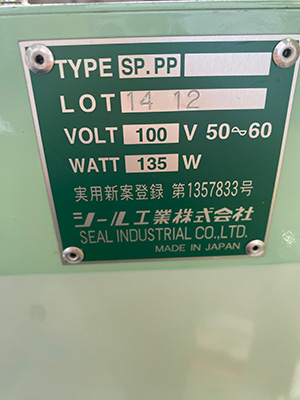 TYPE SP.PP
LOT 14 12
VOLT 100 V 50~60
WATT 135 W
実用新案登録 第1357833号
シール工業株式会社
SEAL INDUSTRIAL CO.,LTD.
MADE IN JAPAN